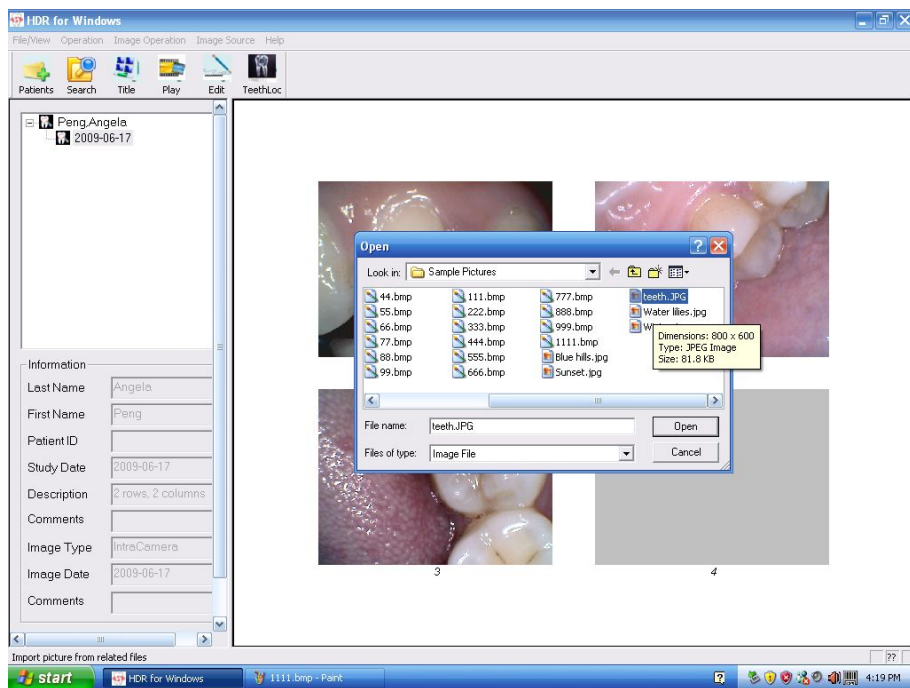 HDR for Windows
File/View Operation Image Operation Image Source Help
Patients Search Title Play Edit TeethLoc
Peng,Angela
2009-06-17
Open
Look in: Sample Pictures
44.bmp 111.bmp 777.bmp teeth.JPG
55.bmp 222.bmp 888.bmp Water lilies.jpg
66.bmp 333.bmp 999.bmp
77.bmp 444.bmp 1111.bmp
88.bmp 555.bmp Blue hills.jpg
99.bmp 666.bmp Sunset.jpg
Dimensions: 800 x 600
Type: JPEG Image
Size: 81.8 KB
File name: teeth.JPG Open
Files of type: Image File Cancel
Information
Last Name Angela
First Name Peng
Patient ID
Study Date 2009-06-17
Description 2 rows, 2 columns
Comments
Image Type IntraCamera
Image Date 2009-06-17
Comments
3 4
Import picture from related files ??
start HDR for Windows 1111.bmp - Paint ? 4:19 PM